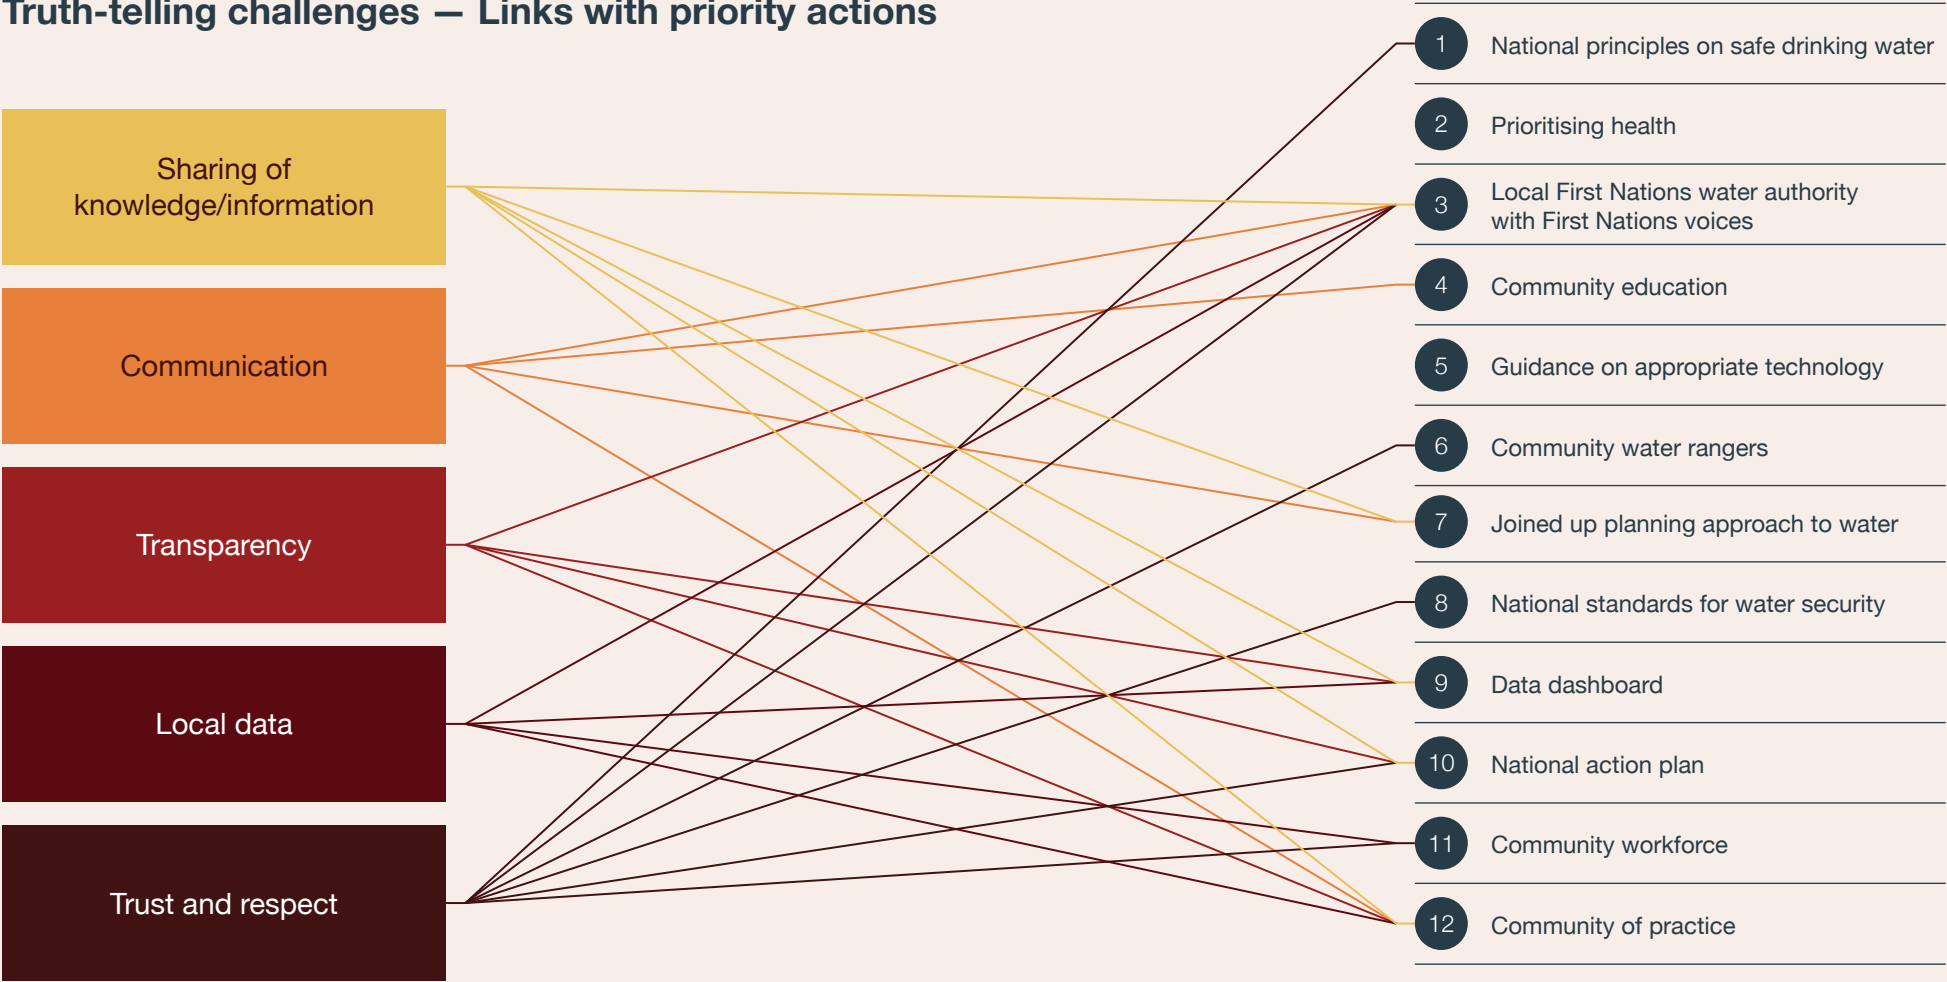 Truth-telling challenges — Links with priority actions
Sharing of
knowledge/information
Communication
Transparency
Local data
Trust and respect
1 National principles on safe drinking water
2 Prioritising health
3 Local First Nations water authority
with First Nations voices
4 Community education
5 Guidance on appropriate technology
6 Community water rangers
7 Joined up planning approach to water
8 National standards for water security
9 Data dashboard
10 National action plan
11 Community workforce
12 Community of practice